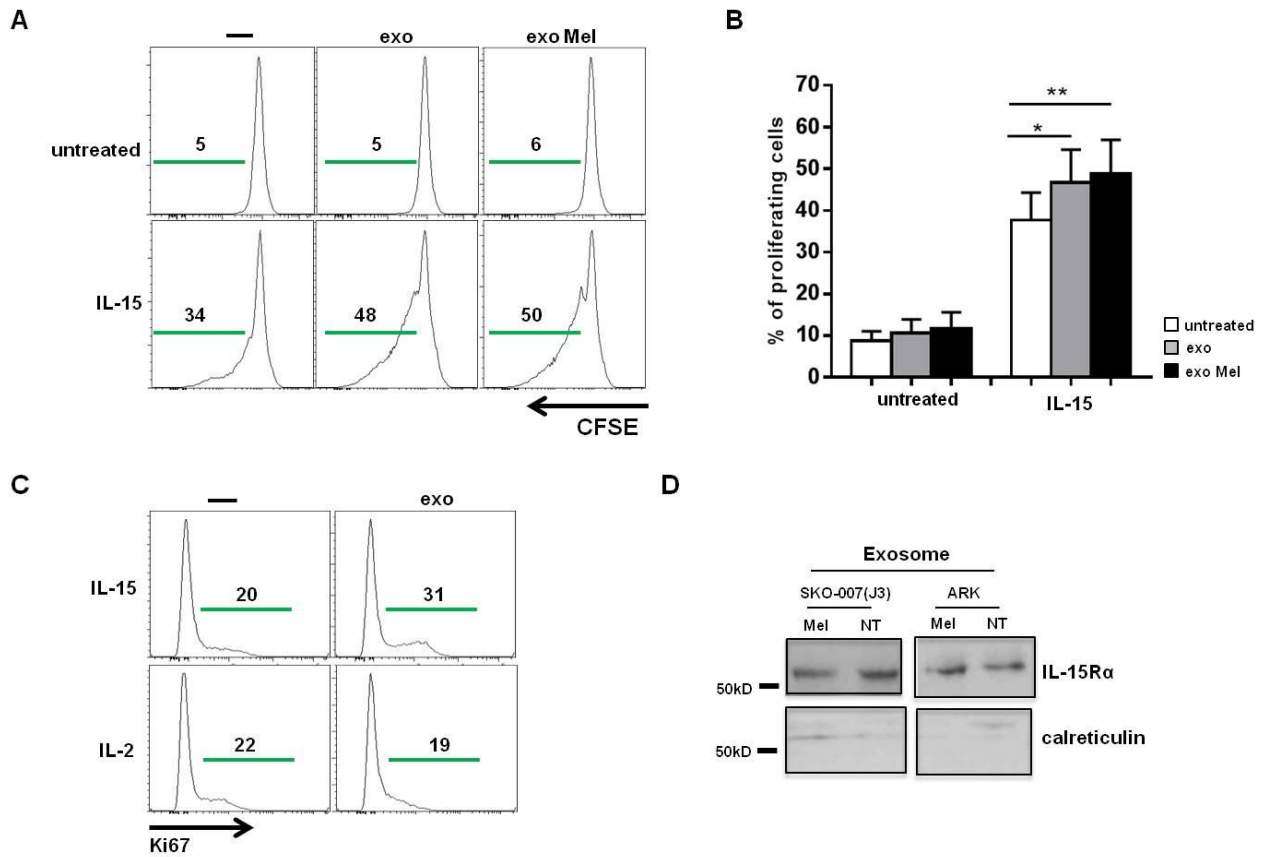 A
exo
exo Mel
untreated
5
5
6
IL-15
34
48
50
CFSE
B
% of proliferating cells
70
60
50
40
30
20
10
0
**
*
untreated
IL-15
untreated
exo
exo Mel
C
exo
IL-15
20
31
IL-2
22
19
Ki67
D
Exosome
SKO-007(J3)
ARK
Mel
NT
Mel
NT
50kD
IL-15Rα
50kD
calreticulin